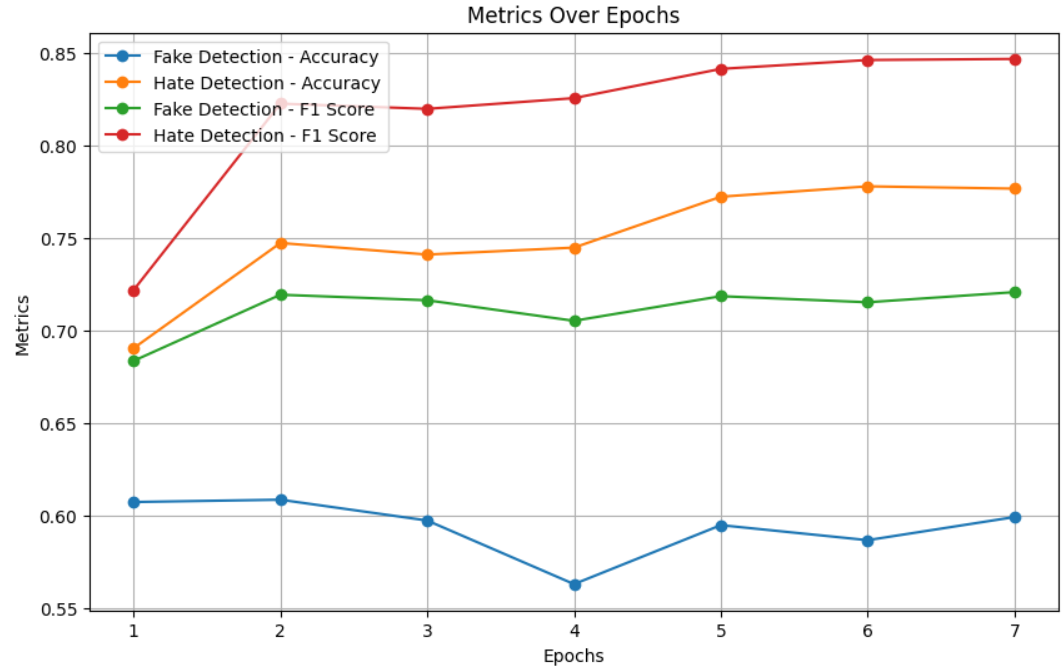 Metrics Over Epochs
Fake Detection - Accuracy
Hate Detection - Accuracy
Fake Detection - F1 Score
Hate Detection - F1 Score
0.85
0.80
0.75
0.70
0.65
0.60
0.55
Metrics
1 2 3 4 5 6 7
Epochs